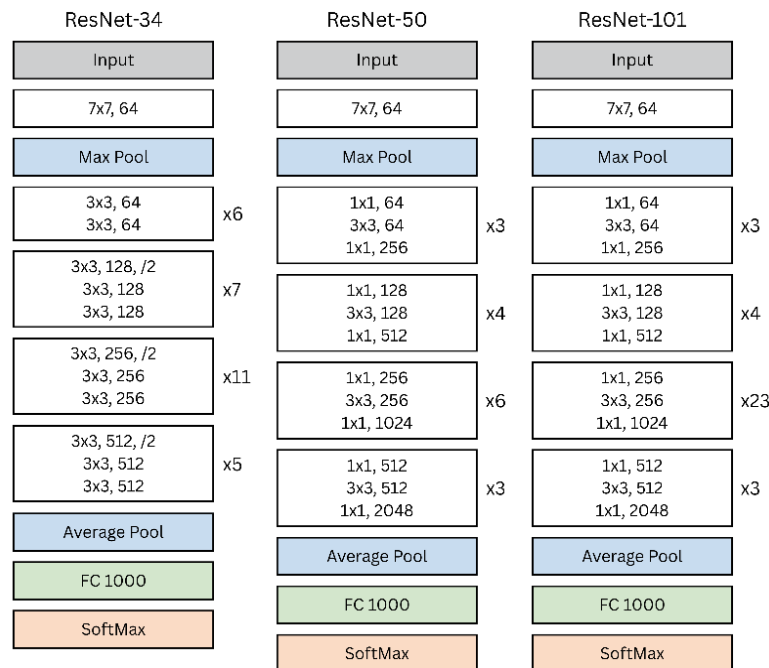 ResNet-34
Input
7x7, 64
Max Pool
3x3, 64
3x3, 64
x6
3x3, 128, /2
3x3, 128
3x3, 128
x7
3x3, 256, /2
3x3, 256
3x3, 256
x11
3x3, 512, /2
3x3, 512
3x3, 512
x5
Average Pool
FC 1000
SoftMax
ResNet-50
Input
7x7, 64
Max Pool
1x1, 64
3x3, 64
1x1, 256
x3
1x1, 128
3x3, 128
1x1, 512
x4
1x1, 256
3x3, 256
1x1, 1024
x6
1x1, 512
3x3, 512
1x1, 2048
x3
Average Pool
FC 1000
SoftMax
ResNet-101
Input
7x7, 64
Max Pool
1x1, 64
3x3, 64
1x1, 256
x3
1x1, 128
3x3, 128
1x1, 512
x4
1x1, 256
3x3, 256
1x1, 1024
x23
1x1, 512
3x3, 512
1x1, 2048
x3
Average Pool
FC 1000
SoftMax